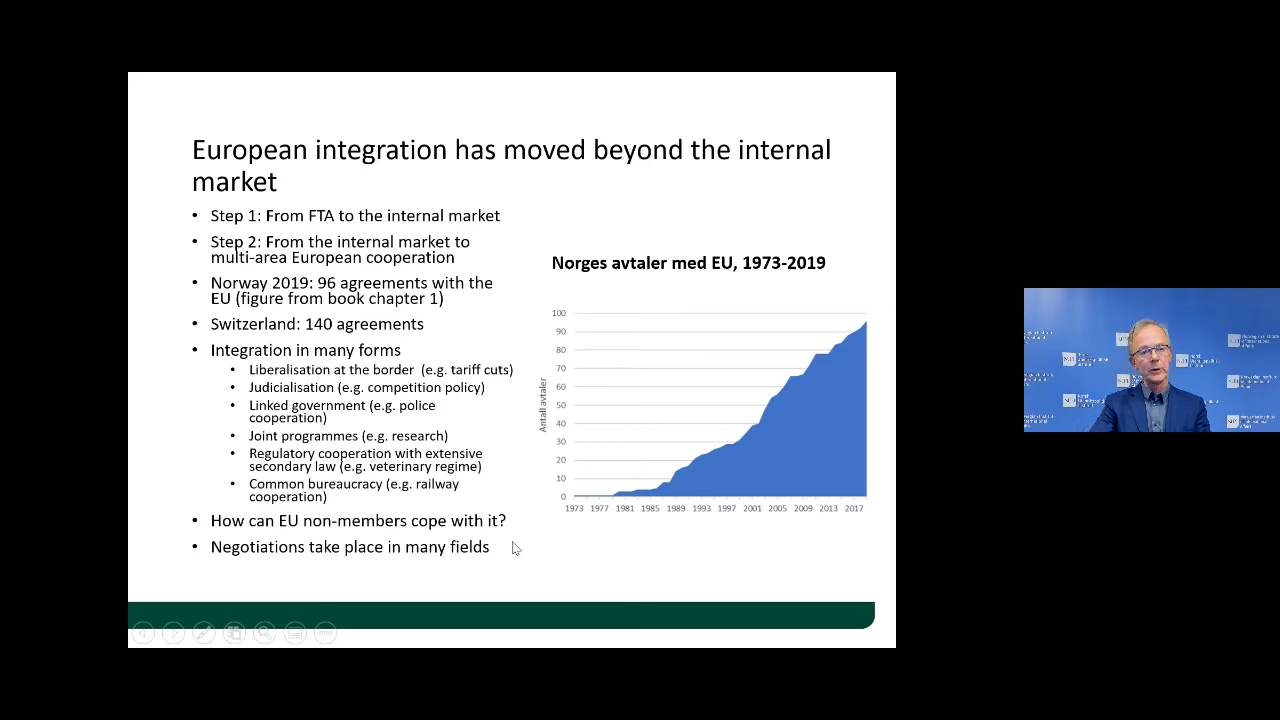 European integration has moved beyond the internal
market
• Step 1: From FTA to the internal market
• Step 2: From the internal market to
multi-area European cooperation
• Norway 2019: 96 agreements with the
EU (figure from book chapter 1)
• Switzerland: 140 agreements
• Integration in many forms
• Liberalisation at the border (e.g. tariff cuts)
• Judicialisation (e.g. competition policy)
• Linked government (e.g. police
cooperation)
• Joint programmes (e.g. research)
• Regulatory cooperation with extensive
secondary law (e.g. veterinary regime)
• Common bureaucracy (e.g. railway
cooperation)
• How can EU non-members cope with it?
• Negotiations take place in many fields
Norges avtaler med EU, 1973-2019
Antall avtaler
100
90
80
70
60
50
40
30
20
10
0
1973 1977 1981 1985 1989 1993 1997 2001 2005 2009 2013 2017
NUPI
Norwegian Institute
of International
Affairs